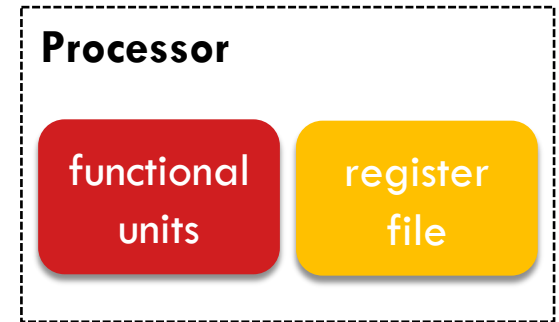 Processor
functional
units
register
file